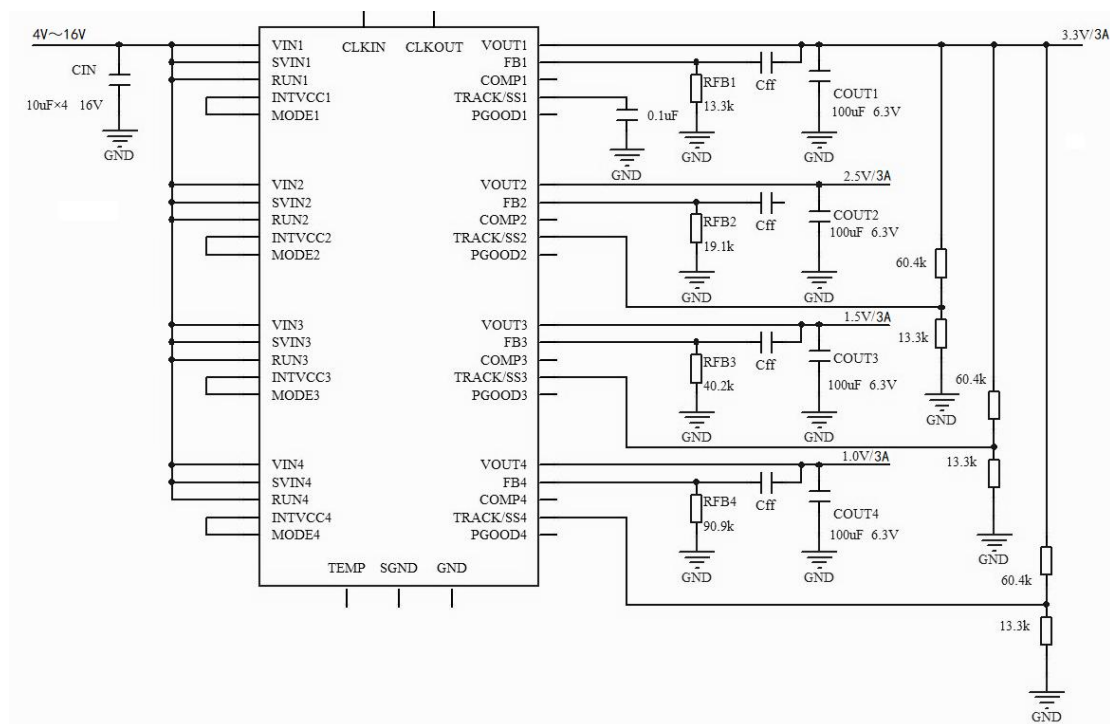 4V～16V
CIN
10uF×4 16V
GND
CLKIN
CLKOUT
VIN1
SVIN1
RUN1
INTVCC1
MODE1
VOUT1
FB1
COMP1
TRACK/SS1
PGOOD1
3.3V/3A
RFB1
13.3k
Cff
COUT1
100uF 6.3V
0.1uF
GND
GND
GND
VIN2
SVIN2
RUN2
INTVCC2
MODE2
VOUT2
FB2
COMP2
TRACK/SS2
PGOOD2
2.5V/3A
RFB2
19.1k
Cff
COUT2
100uF 6.3V
GND
GND
60.4k
13.3k
GND
VIN3
SVIN3
RUN3
INTVCC3
MODE3
VOUT3
FB3
COMP3
TRACK/SS3
PGOOD3
1.5V/3A
RFB3
40.2k
Cff
COUT3
100uF 6.3V
GND
GND
60.4k
13.3k
GND
VIN4
SVIN4
RUN4
INTVCC4
MODE4
VOUT4
FB4
COMP4
TRACK/SS4
PGOOD4
1.0V/3A
RFB4
90.9k
Cff
COUT4
100uF 6.3V
GND
GND
60.4k
13.3k
GND
TEMP
SGND
GND